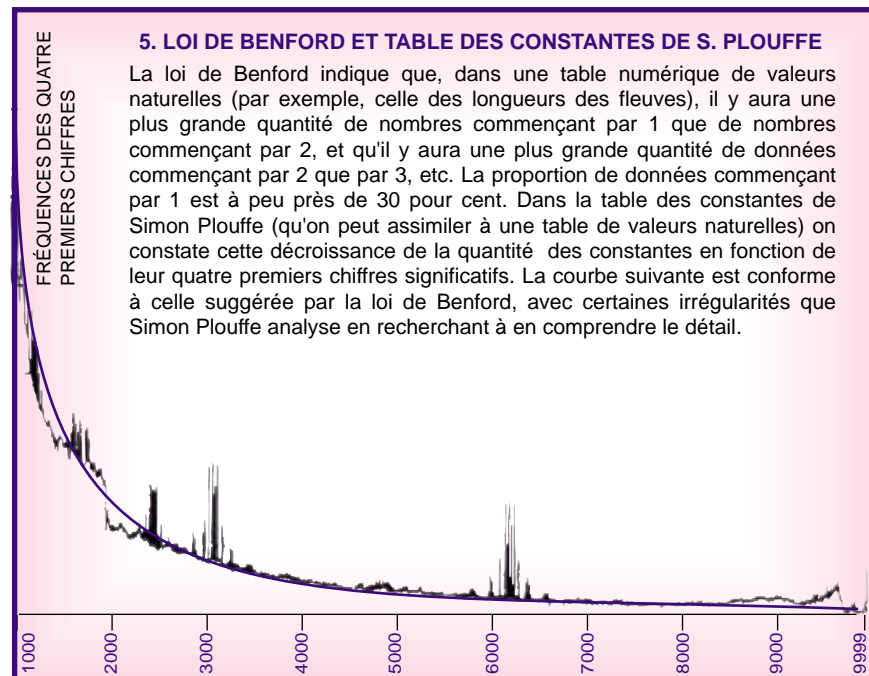 5. LOI DE BENFORD ET TABLE DES CONSTANTES DE S. PLOUFFE
La loi de Benford indique que, dans une table numérique de valeurs
naturelles (par exemple, celle des longueurs des fleuves), il y aura une
plus grande quantité de nombres commençant par 1 que de nombres
commençant par 2, et qu'il y aura une plus grande quantité de données
commençant par 2 que par 3, etc. La proportion de données commençant
par 1 est à peu près de 30 pour cent. Dans la table des constantes de
Simon Plouffe (qu'on peut assimiler à une table de valeurs naturelles) on
constate cette décroissance de la quantité des constantes en fonction de
leur quatre premiers chiffres significatifs. La courbe suivante est conforme
à celle suggérée par la loi de Benford, avec certaines irrégularités que
Simon Plouffe analyse en recherchant à en comprendre le détail.
FRÉQUENCES DES QUATRE
PREMIERS CHIFFRES
1000
2000
3000
4000
5000
6000
7000
8000
9000
9999